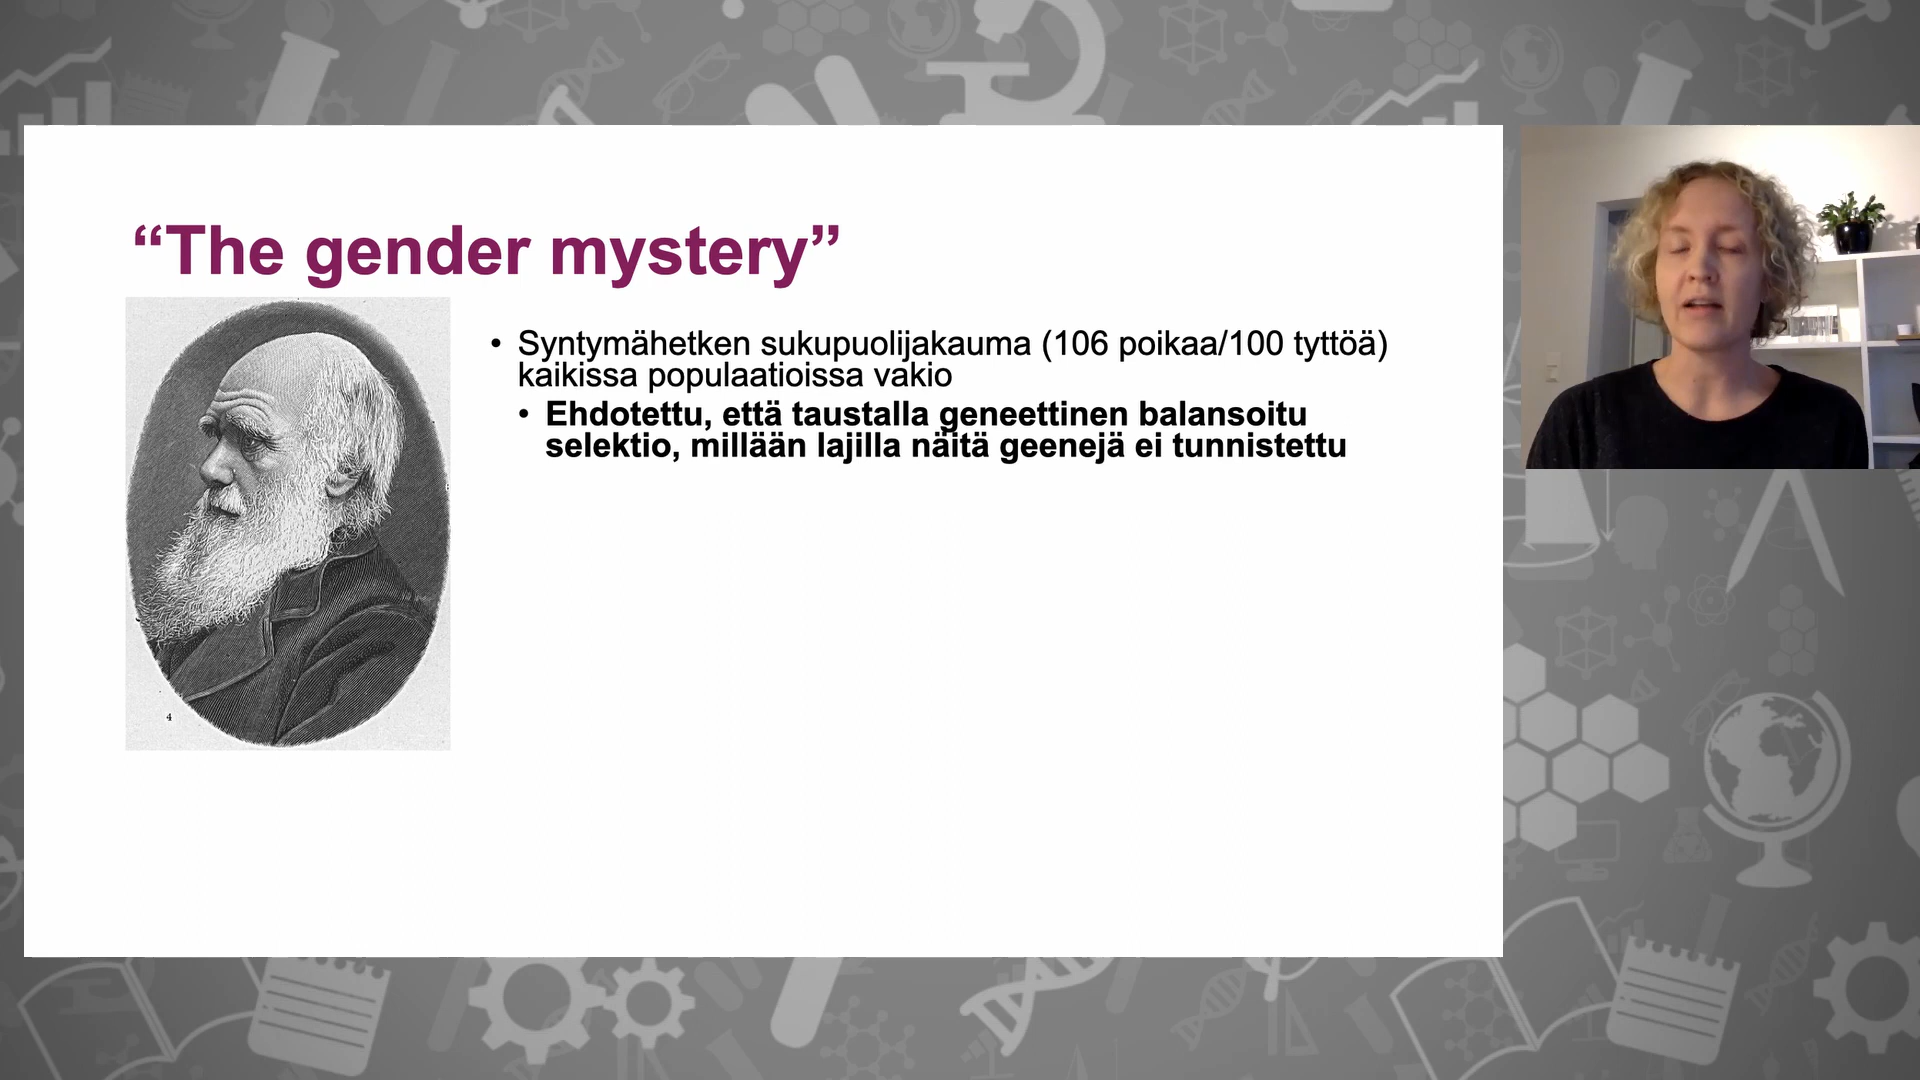 “The gender mystery”
• Syntymähetken sukupuolijakauma (106 poikaa/100 tyttöä)
kaikissa populaatioissa vakio
• Ehdotettu, että taustalla geneettinen balansoitu
selektio, millään lajilla näitä geenejä ei tunnistettu
4